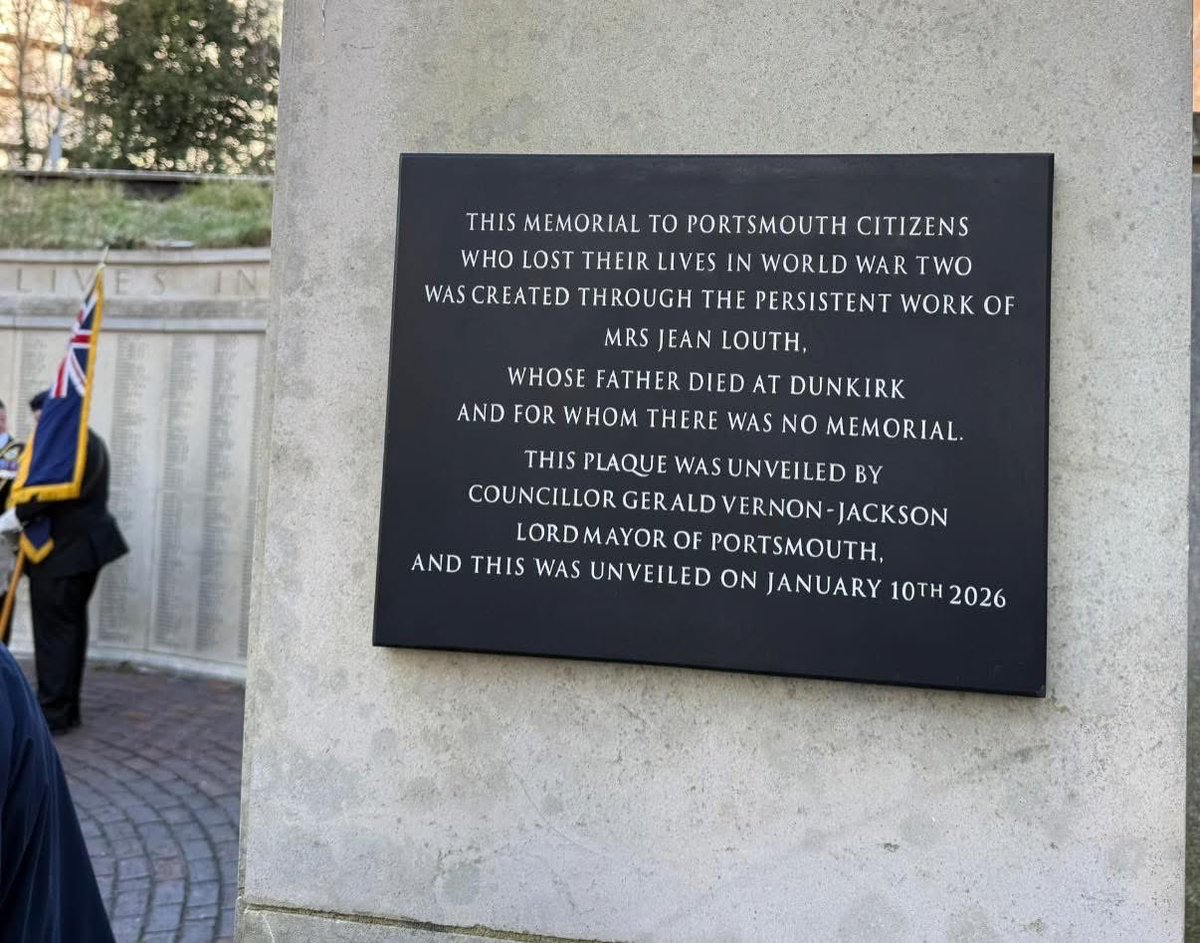 THIS MEMORIAL TO PORTSMOUTH CITIZENS
WHO LOST THEIR LIVES IN WORLD WAR TWO
WAS CREATED THROUGH THE PERSISTENT WORK OF
MRS JEAN LOUTH,
WHOSE FATHER DIED AT DUNKIRK
AND FOR WHOM THERE WAS NO MEMORIAL.
THIS PLAQUE WAS UNVEILED BY
COUNCILLOR GERALD VERNON-JACKSON
LORD MAYOR OF PORTSMOUTH,
AND THIS WAS UNVEILED ON JANUARY 10TH 2026
LIVES IN